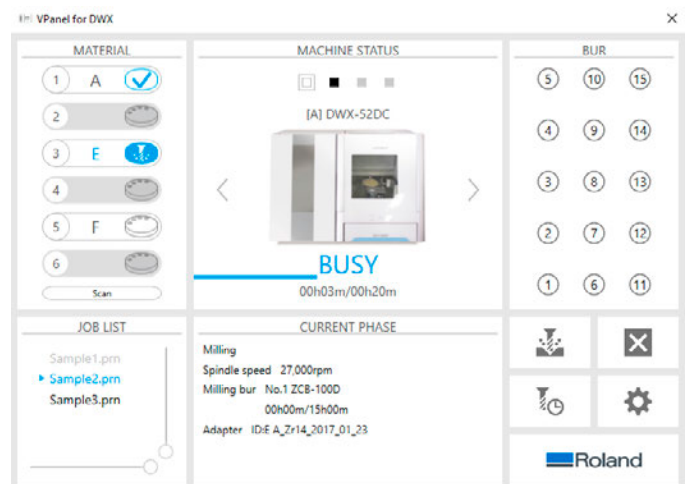 VPanel for DWX
MATERIAL
1 A
2
3 E
4
5 F
6
Scan
MACHINE STATUS
[A] DWX-52DC
BUSY
00h03m/00h20m
BUR
5 10 15
4 9 14
3 8 13
2 7 12
1 6 11
JOB LIST
Sample1.prn
Sample2.prn
Sample3.prn
CURRENT PHASE
Milling
Spindle speed 27,000rpm
Milling bur No.1 ZCB-100D
00h00m/15h00m
Adapter ID:E A_Zr14_2017_01_23
Roland